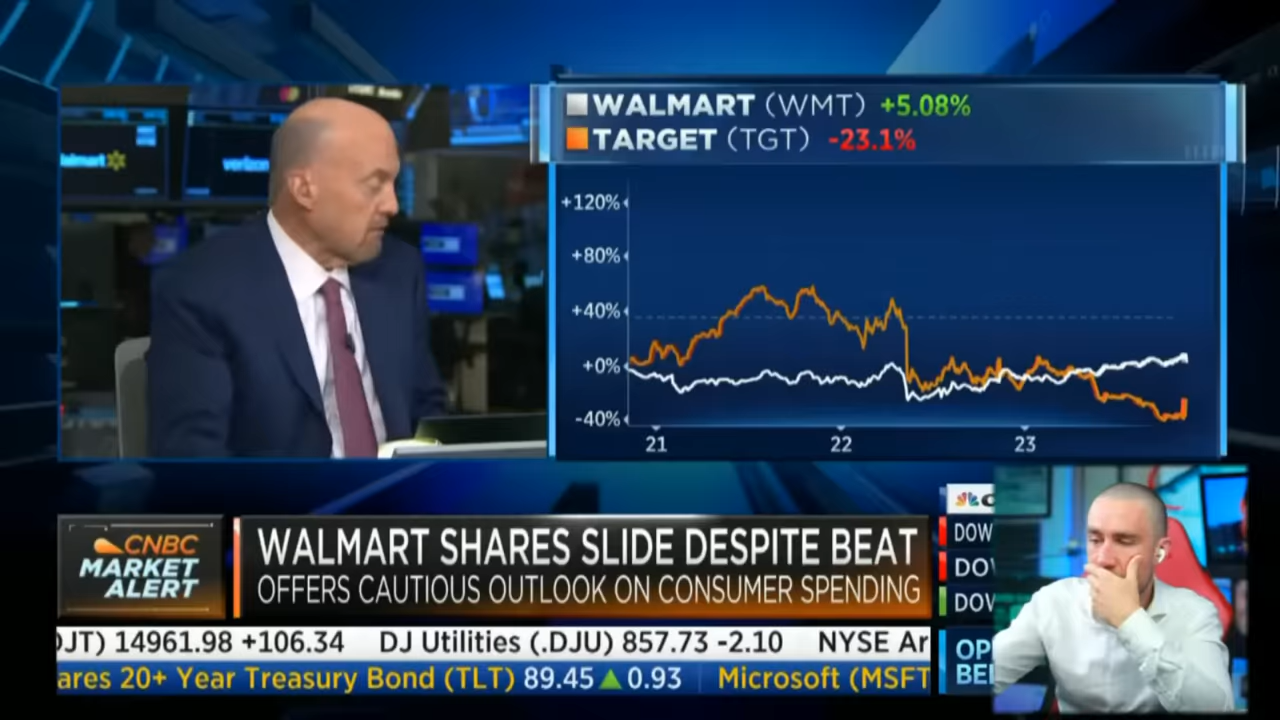 WALMART (WMT) +5.08%
TARGET (TGT) -23.1%
almart
verizon
+120%
+80%
+40%
+0%
-40%
21 22 23
CNBC
MARKET
ALERT
WALMART SHARES SLIDE DESPITE BEAT
OFFERS CAUTIOUS OUTLOOK ON CONSUMER SPENDING
C
DOW
DOW
DOW
OP
BEL
DJT) 14961.98 +106.34 DJ Utilities (.DJU) 857.73 -2.10 NYSE Ar
ares 20+ Year Treasury Bond (TLT) 89.45 ▲ 0.93 Microsoft (MSFT